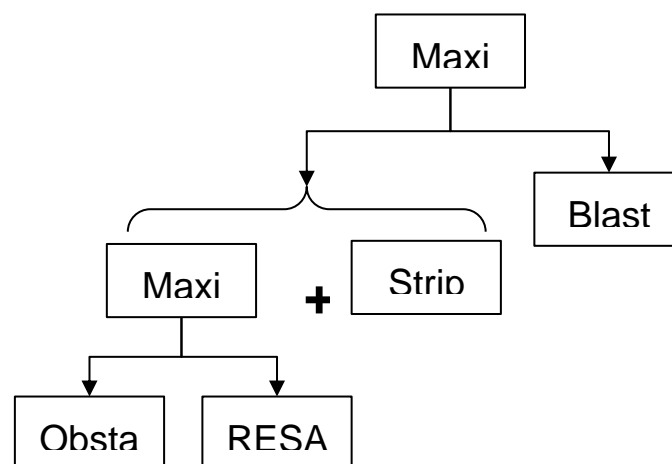 Maxi
Blast
Maxi
+
Strip
Obsta
RESA